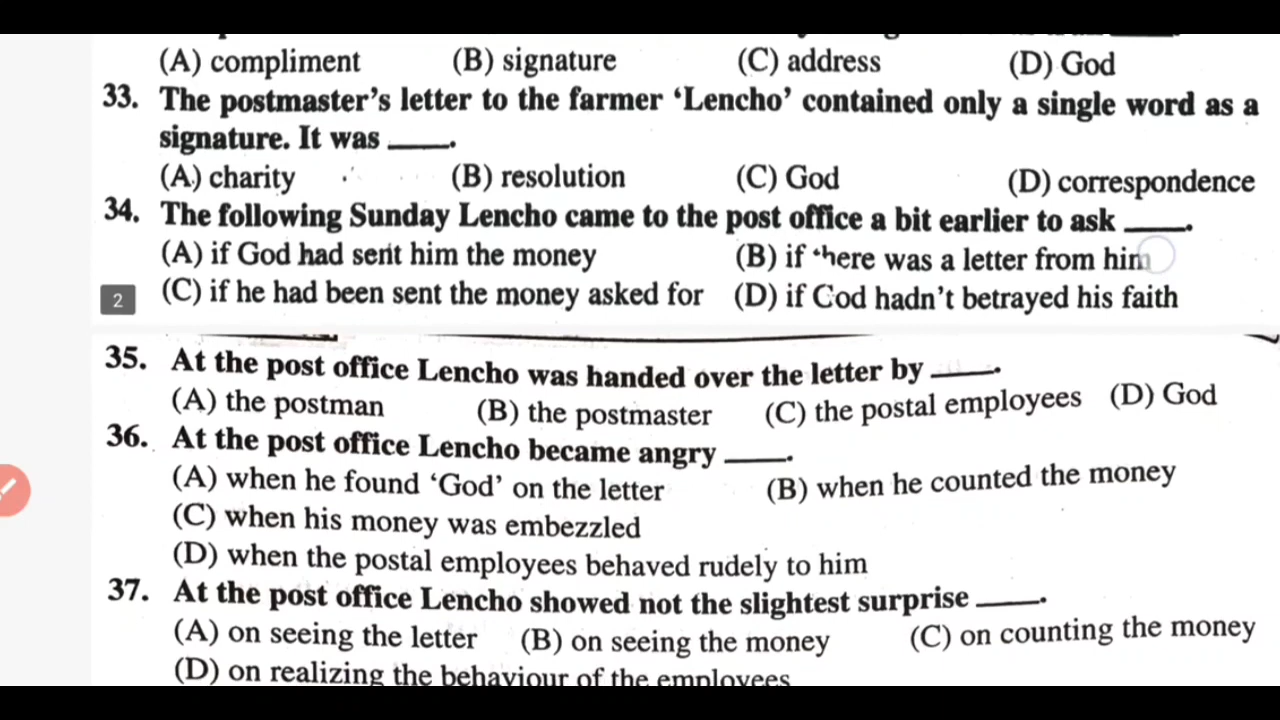 (A) compliment (B) signature (C) address (D) God
33. The postmaster's letter to the farmer 'Lencho' contained only a single word as a
signature. It was ____.
(A) charity (B) resolution (C) God (D) correspondence
34. The following Sunday Lencho came to the post office a bit earlier to ask ____.
(A) if God had sent him the money (B) if there was a letter from him
2 (C) if he had been sent the money asked for (D) if God hadn't betrayed his faith
35. At the post office Lencho was handed over the letter by ____.
(A) the postman (B) the postmaster (C) the postal employees (D) God
36. At the post office Lencho became angry ____.
(A) when he found 'God' on the letter (B) when he counted the money
(C) when his money was embezzled
(D) when the postal employees behaved rudely to him
37. At the post office Lencho showed not the slightest surprise ____.
(A) on seeing the letter (B) on seeing the money (C) on counting the money
(D) on realizing the behaviour of the employees